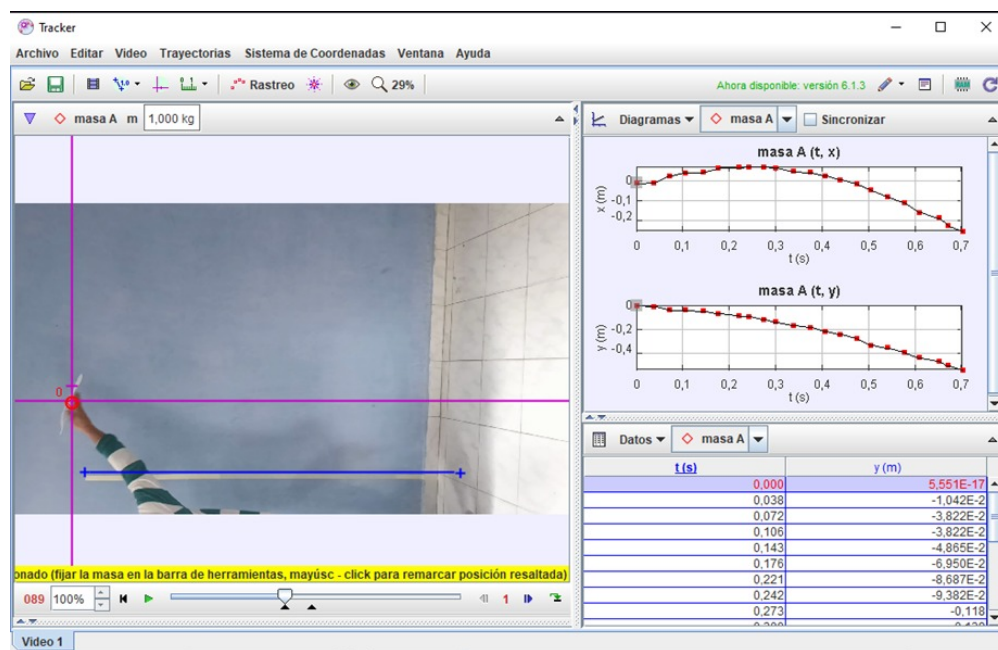 Tracker
Archivo Editar Video Trayectorias Sistema de Coordenadas Ventana Ayuda
Rastreo 29% Ahora disponible: versión 6.1.3
masa A m 1,000 kg
Diagramas masa A Sincronizar
masa A (t, x)
x (m)
0
-0,1
-0,2
0 0,1 0,2 0,3 0,4 0,5 0,6 0,7
t (s)
masa A (t, y)
y (m)
0
-0,2
-0,4
0 0,1 0,2 0,3 0,4 0,5 0,6 0,7
t (s)
0
Datos masa A
t (s) y (m)
0,000 5,551E-17
0,038 -1,042E-2
0,072 -3,822E-2
0,106 -3,822E-2
0,143 -4,865E-2
0,176 -6,950E-2
0,221 -8,687E-2
0,242 -9,382E-2
0,273 -0,118
onado (fijar la masa en la barra de herramientas, mayúsc - click para remarcar posición resaltada)
089 100% 1
Video 1